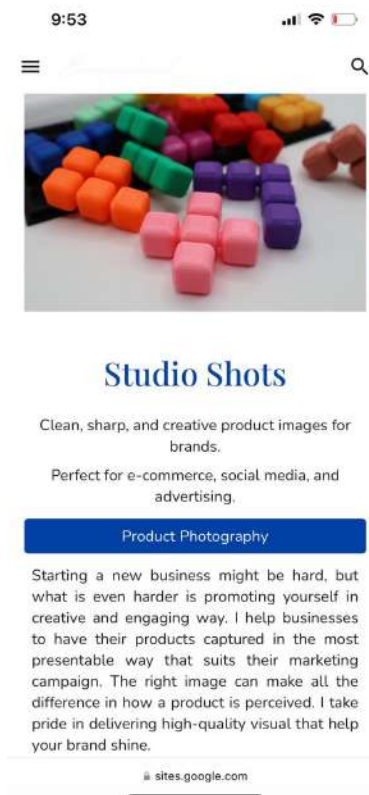 9:53
Studio Shots
Clean, sharp, and creative product images for
brands.
Perfect for e-commerce, social media, and
advertising.
Product Photography
Starting a new business might be hard, but
what is even harder is promoting yourself in
creative and engaging way. I help businesses
to have their products captured in the most
presentable way that suits their marketing
campaign. The right image can make all the
difference in how a product is perceived. I take
pride in delivering high-quality visual that help
your brand shine.
sites.google.com